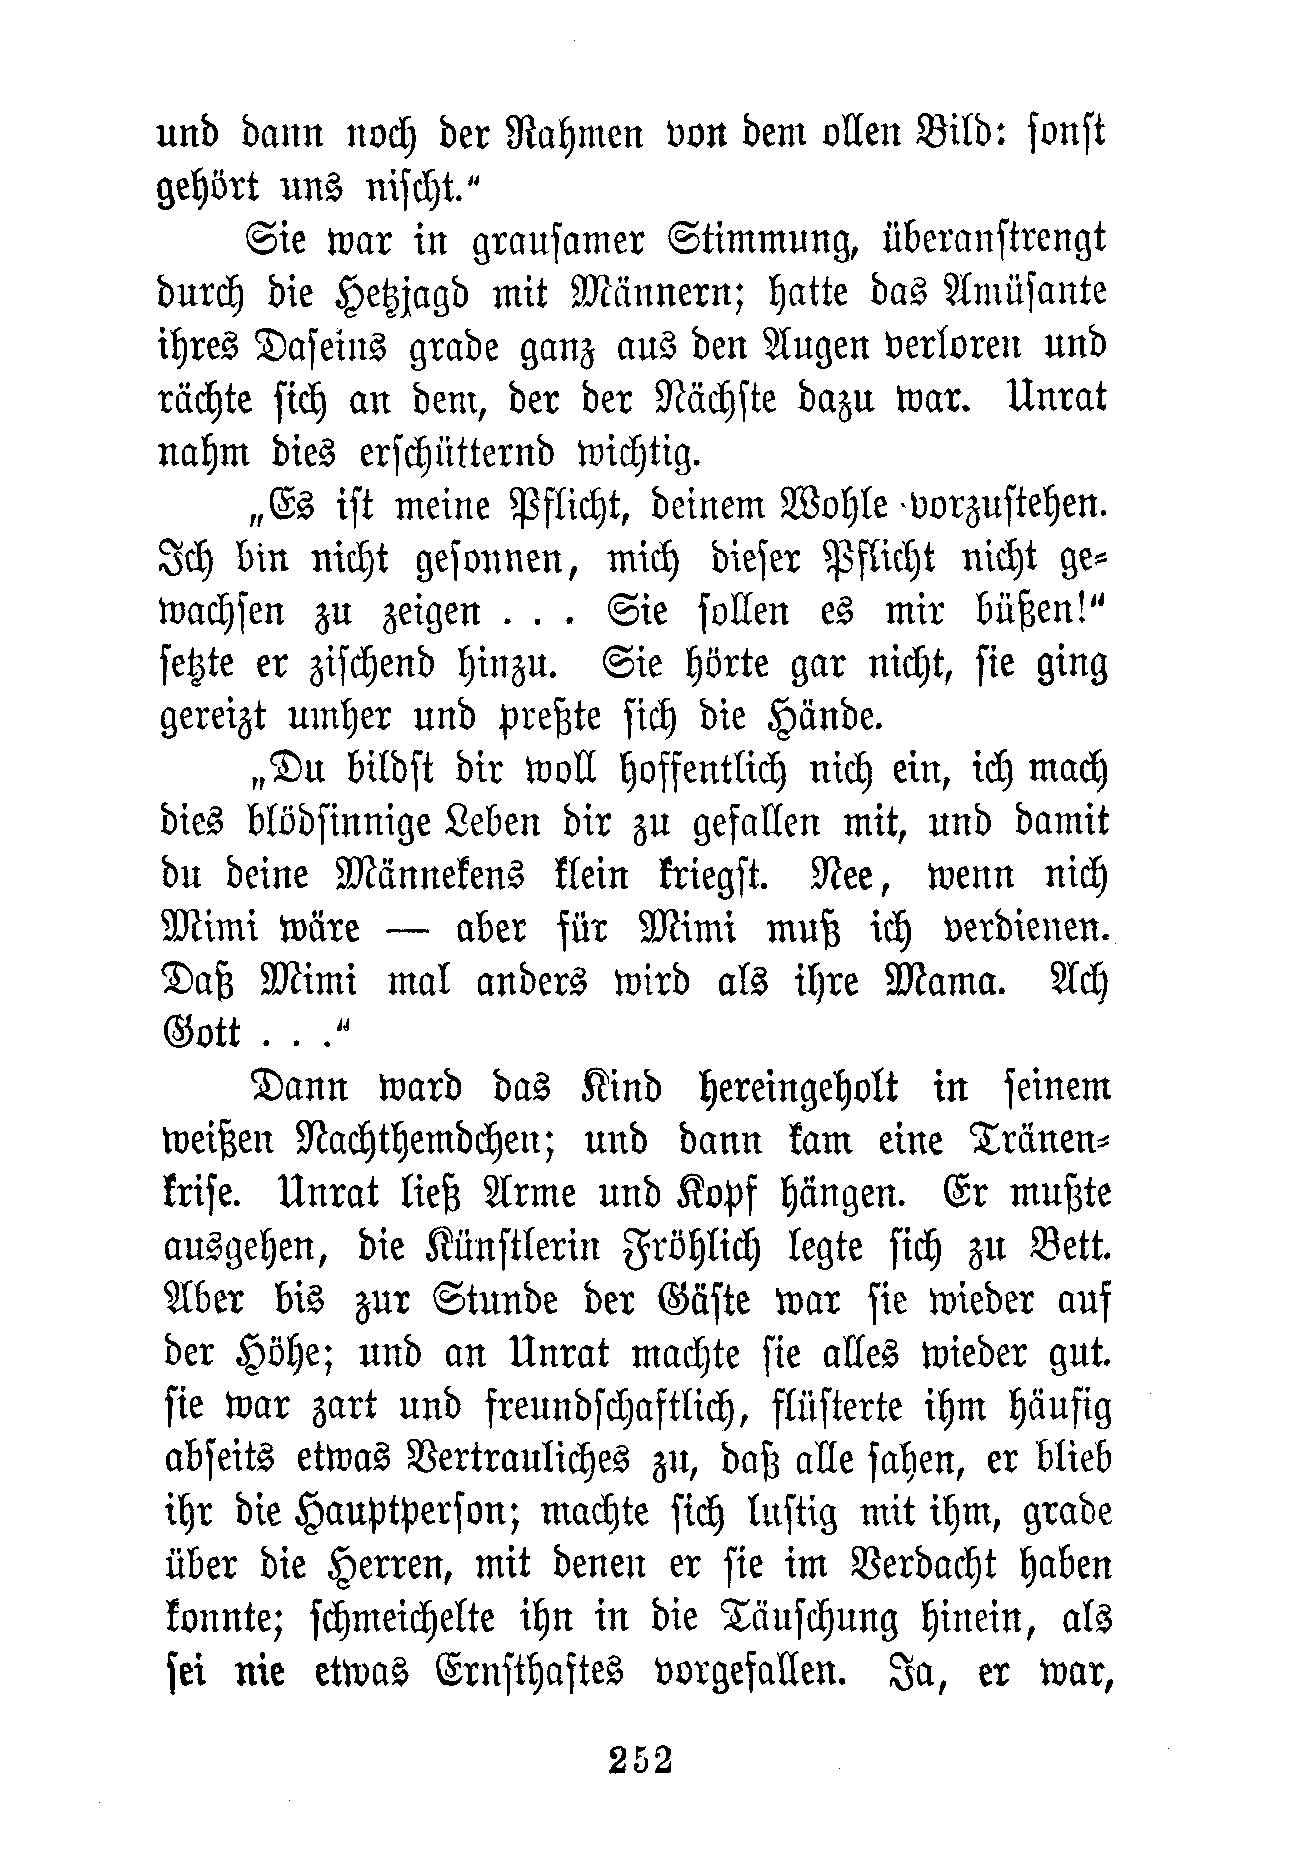 und dann noch der Rahmen von dem ollen Bild: sonst
gehört uns nischt.“
Sie war in grausamer Stimmung, überanstrengt
durch die Hetzjagd mit Männern; hatte das Amüsante
ihres Daseins grade ganz aus den Augen verloren und
rächte sich an dem, der der Nächste dazu war. Unrat
nahm dies erschütternd wichtig.
„Es ist meine Pflicht, deinem Wohle vorzustehen.
Ich bin nicht gesonnen, mich dieser Pflicht nicht ge-
wachsen zu zeigen . . . Sie sollen es mir büßen!“
setzte er zischend hinzu. Sie hörte gar nicht, sie ging
gereizt umher und preßte sich die Hände.
„Du bildst dir woll hoffentlich nich ein, ich mach
dies blödsinnige Leben dir zu gefallen mit, und damit
du deine Männekens klein kriegst. Nee, wenn nich
Mimi wäre — aber für Mimi muß ich verdienen.
Daß Mimi mal anders wird als ihre Mama. Ach
Gott . . .“
Dann ward das Kind hereingeholt in seinem
weißen Nachthemdchen; und dann kam eine Tränen-
krise. Unrat ließ Arme und Kopf hängen. Er mußte
ausgehen, die Künstlerin Fröhlich legte sich zu Bett.
Aber bis zur Stunde der Gäste war sie wieder auf
der Höhe; und an Unrat machte sie alles wieder gut.
sie war zart und freundschaftlich, flüsterte ihm häufig
abseits etwas Vertrauliches zu, daß alle sahen, er blieb
ihr die Hauptperson; machte sich lustig mit ihm, grade
über die Herren, mit denen er sie im Verdacht haben
konnte; schmeichelte ihn in die Täuschung hinein, als
sei nie etwas Ernsthaftes vorgefallen. Ja, er war,
252